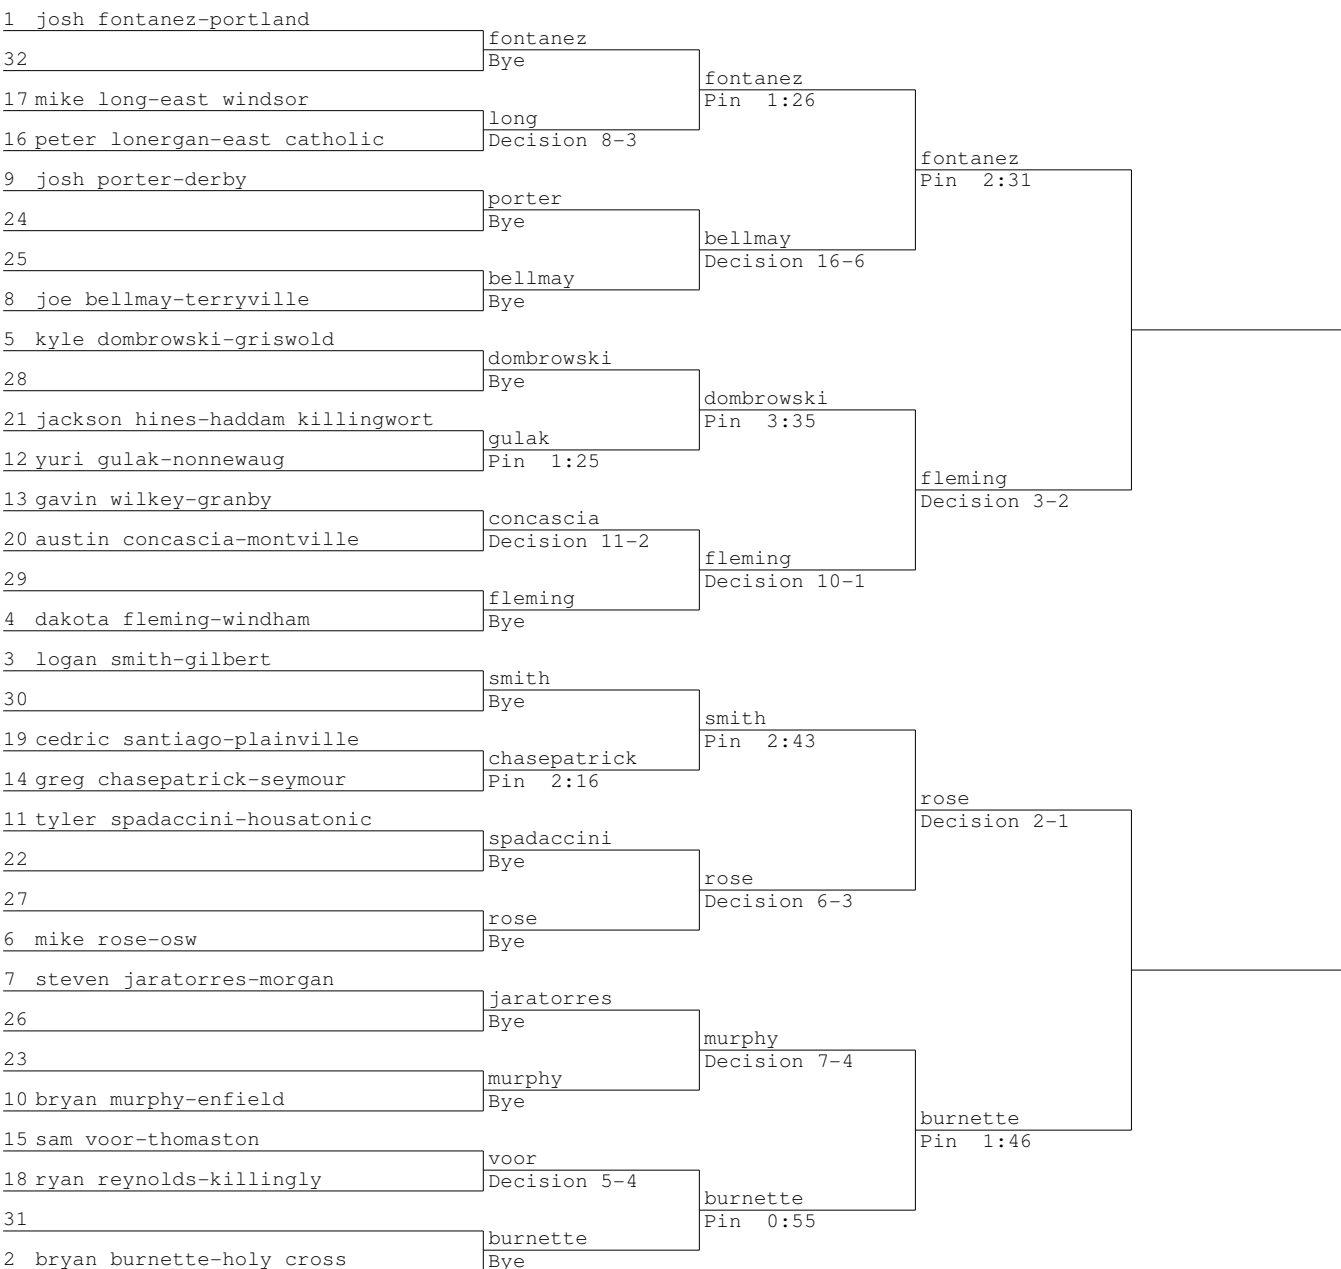 1 josh fontanez-portland
32
17 mike long-east windsor
16 peter lonergan-east catholic
9 josh porter-derby
24
25
8 joe bellmay-terryville
5 kyle dombrowski-griswold
28
21 jackson hines-haddam killingwort
12 yuri gulak-nonnewaug
13 gavin wilkey-granby
20 austin concascia-montville
29
4 dakota fleming-windham
3 logan smith-gilbert
30
19 cedric santiago-plainville
14 greg chasepatrick-seymour
11 tyler spadaccini-housatonic
22
27
6 mike rose-osw
7 steven jaratorres-morgan
26
23
10 bryan murphy-enfield
15 sam voor-thomaston
18 ryan reynolds-killingly
31
2 bryan burnette-holy cross
fontanez
Bye
long
Decision 8-3
porter
Bye
bellmay
Bye
dombrowski
Bye
gulak
Pin 1:25
concascia
Decision 11-2
fleming
Bye
smith
Bye
chasepatrick
Pin 2:16
spadaccini
Bye
rose
Bye
jaratorres
Bye
murphy
Bye
voor
Decision 5-4
burnette
Bye
fontanez
Pin 1:26
bellmay
Decision 16-6
dombrowski
Pin 3:35
fleming
Decision 10-1
smith
Pin 2:43
rose
Decision 6-3
murphy
Decision 7-4
burnette
Pin 0:55
fontanez
Pin 2:31
fleming
Decision 3-2
rose
Decision 2-1
burnette
Pin 1:46